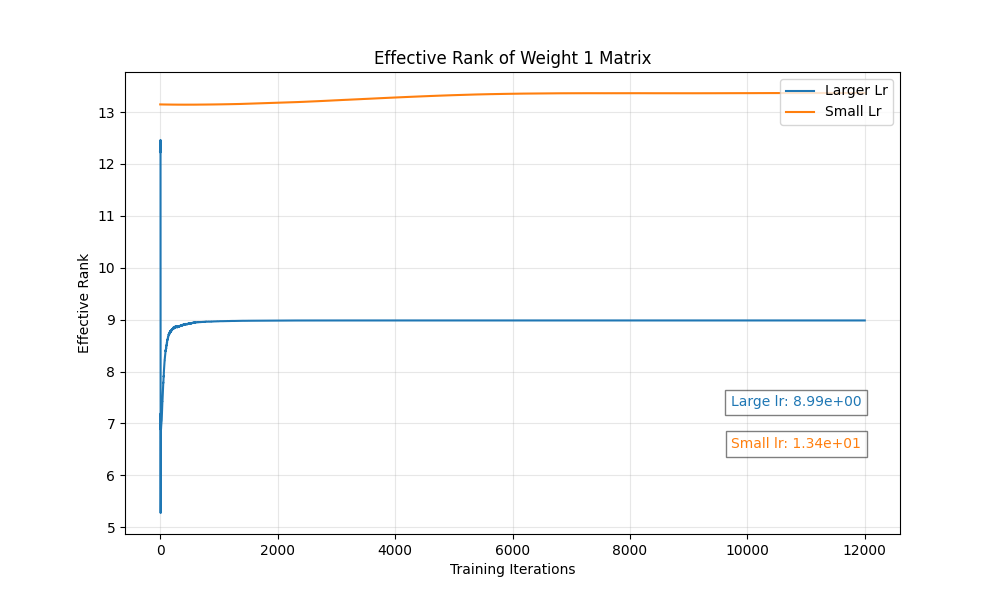 Effective Rank of Weight 1 Matrix
Larger Lr
Small Lr
13
12
11
10
9
8
7
6
5
Effective Rank
Large lr: 8.99e+00
Small lr: 1.34e+01
0 2000 4000 6000 8000 10000 12000
Training Iterations